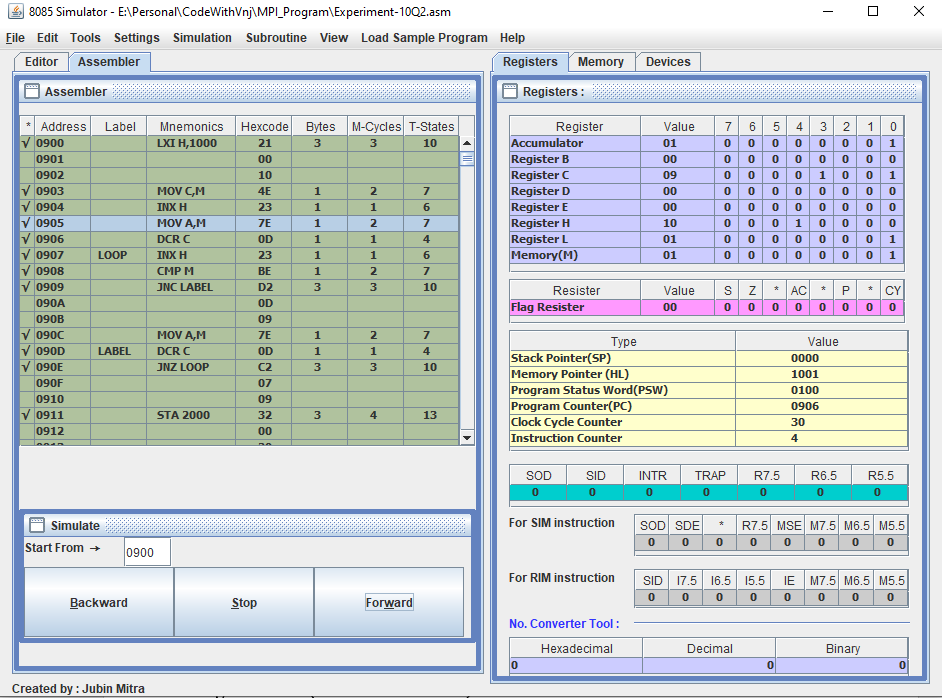 8085 Simulator - E:\Personal\CodeWithVnj\MPI_Program\Experiment-10Q2.asm
File Edit Tools Settings Simulation Subroutine View Load Sample Program Help
Editor Assembler
Assembler
* Address Label Mnemonics Hexcode Bytes M-Cycles T-States
√ 0900 LXI H,1000 21 3 3 10
0901 00
0902 10
√ 0903 MOV C,M 4E 1 2 7
√ 0904 INX H 23 1 1 6
√ 0905 MOV A,M 7E 1 2 7
√ 0906 DCR C 0D 1 1 4
√ 0907 LOOP INX H 23 1 1 6
√ 0908 CMP M BE 1 2 7
√ 0909 JNC LABEL D2 3 3 10
090A 0D
090B 09
√ 090C MOV A,M 7E 1 2 7
√ 090D LABEL DCR C 0D 1 1 4
√ 090E JNZ LOOP C2 3 3 10
090F 07
0910 09
√ 0911 STA 2000 32 3 4 13
0912 00
Simulate
Start From → 0900
Backward Stop Forward
Created by : Jubin Mitra
Registers Memory Devices
Registers :
Register Value 7 6 5 4 3 2 1 0
Accumulator 01 0 0 0 0 0 0 0 1
Register B 00 0 0 0 0 0 0 0 0
Register C 09 0 0 0 0 1 0 0 1
Register D 00 0 0 0 0 0 0 0 0
Register E 00 0 0 0 0 0 0 0 0
Register H 10 0 0 0 1 0 0 0 0
Register L 01 0 0 0 0 0 0 0 1
Memory(M) 01 0 0 0 0 0 0 0 1
Resister Value S Z * AC * P * CY
Flag Resister 00 0 0 0 0 0 0 0 0
Type Value
Stack Pointer(SP) 0000
Memory Pointer (HL) 1001
Program Status Word(PSW) 0100
Program Counter(PC) 0906
Clock Cycle Counter 30
Instruction Counter 4
SOD SID INTR TRAP R7.5 R6.5 R5.5
0 0 0 0 0 0 0
For SIM instruction
SOD SDE * R7.5 MSE M7.5 M6.5 M5.5
0 0 0 0 0 0 0 0
For RIM instruction
SID I7.5 I6.5 I5.5 IE M7.5 M6.5 M5.5
0 0 0 0 0 0 0 0
No. Converter Tool :
Hexadecimal Decimal Binary
0 0 0